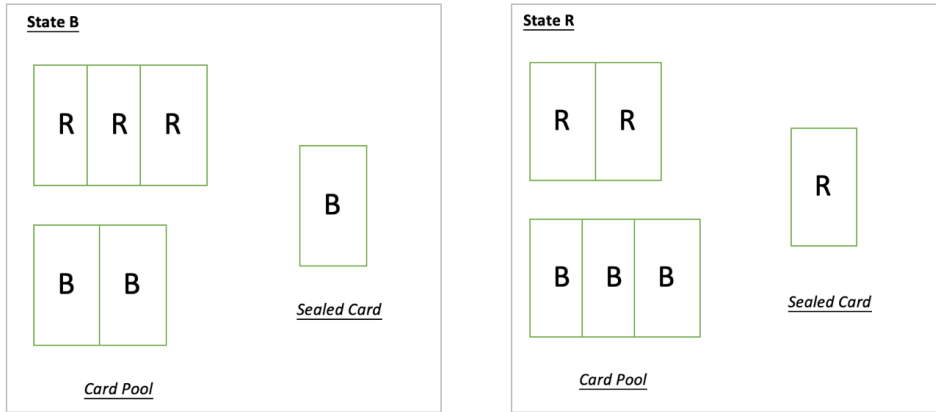 State B
R R R
B
B B
Sealed Card
Card Pool
State R
R R
R
B B B
Sealed Card
Card Pool